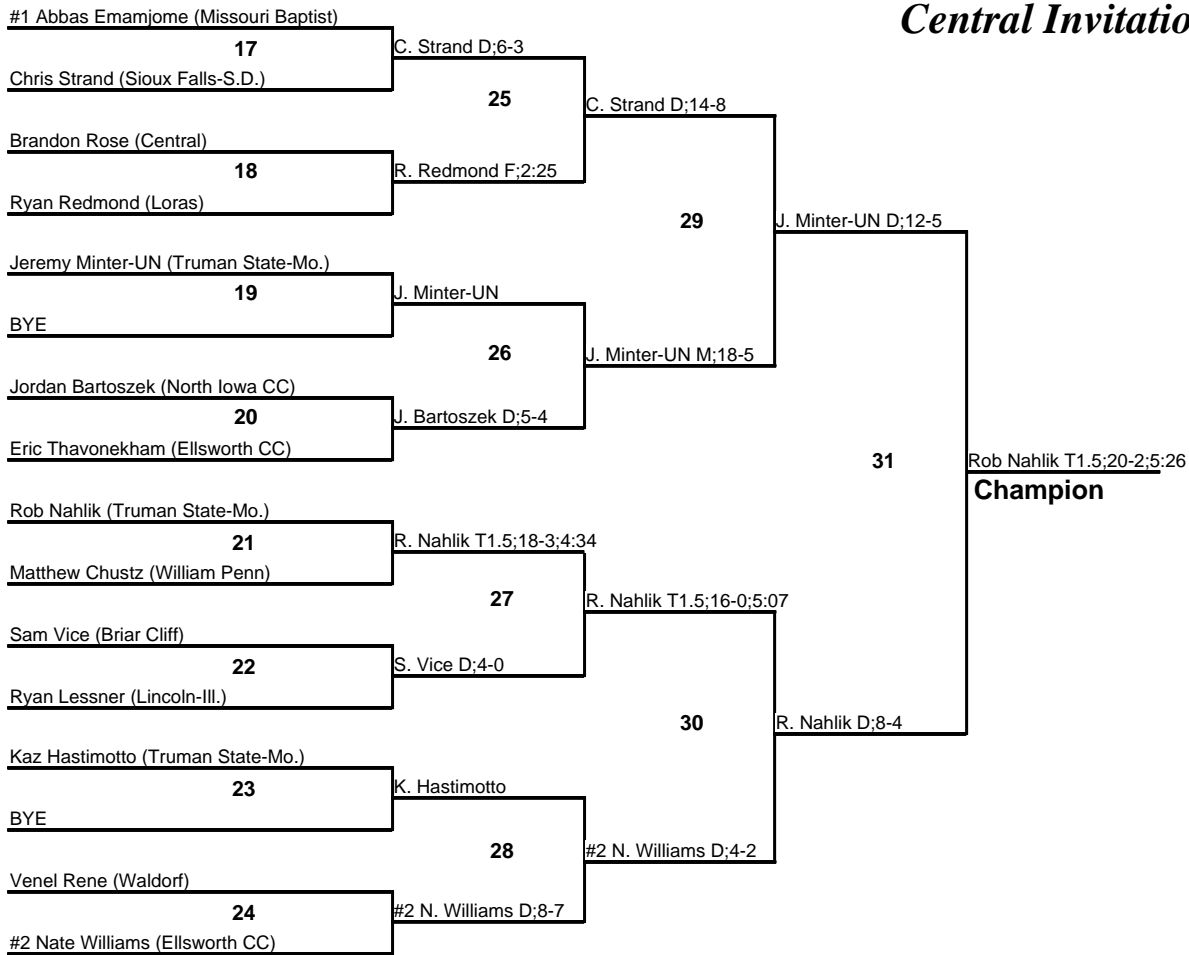 Central Invitatio
#1 Abbas Emamjome (Missouri Baptist)
17
Chris Strand (Sioux Falls-S.D.)
C. Strand D;6-3
25
C. Strand D;14-8
Brandon Rose (Central)
18
Ryan Redmond (Loras)
R. Redmond F;2:25
29
J. Minter-UN D;12-5
Jeremy Minter-UN (Truman State-Mo.)
19
BYE
J. Minter-UN
26
J. Minter-UN M;18-5
Jordan Bartoszek (North Iowa CC)
20
Eric Thavonekham (Ellsworth CC)
J. Bartoszek D;5-4
31
Rob Nahlik T1.5;20-2;5:26
Champion
Rob Nahlik (Truman State-Mo.)
21
Matthew Chustz (William Penn)
R. Nahlik T1.5;18-3;4:34
27
R. Nahlik T1.5;16-0;5:07
Sam Vice (Briar Cliff)
22
Ryan Lessner (Lincoln-Ill.)
S. Vice D;4-0
30
R. Nahlik D;8-4
Kaz Hastimotto (Truman State-Mo.)
23
BYE
K. Hastimotto
28
#2 N. Williams D;4-2
Venel Rene (Waldorf)
24
#2 Nate Williams (Ellsworth CC)
#2 N. Williams D;8-7